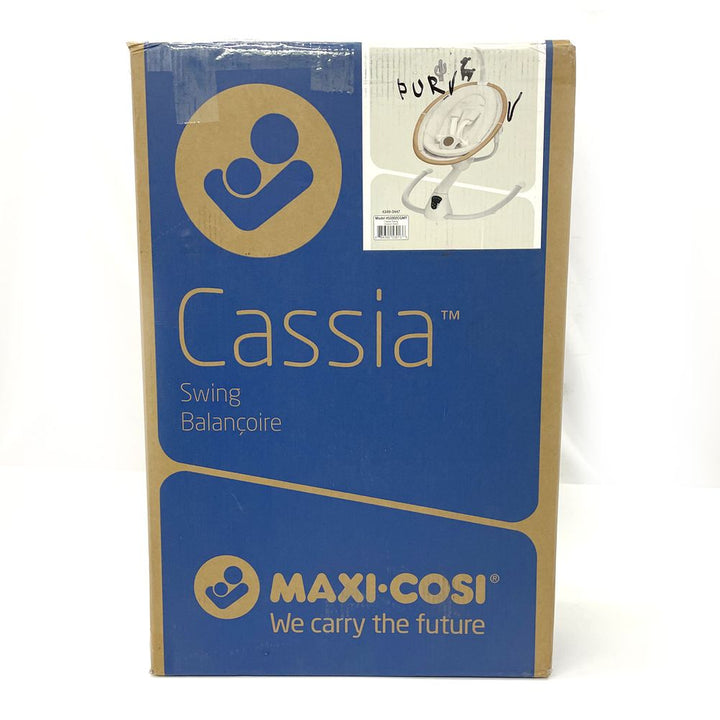 Cassia™
Swing
Balançoire
MAXI·COSI®
We carry the future